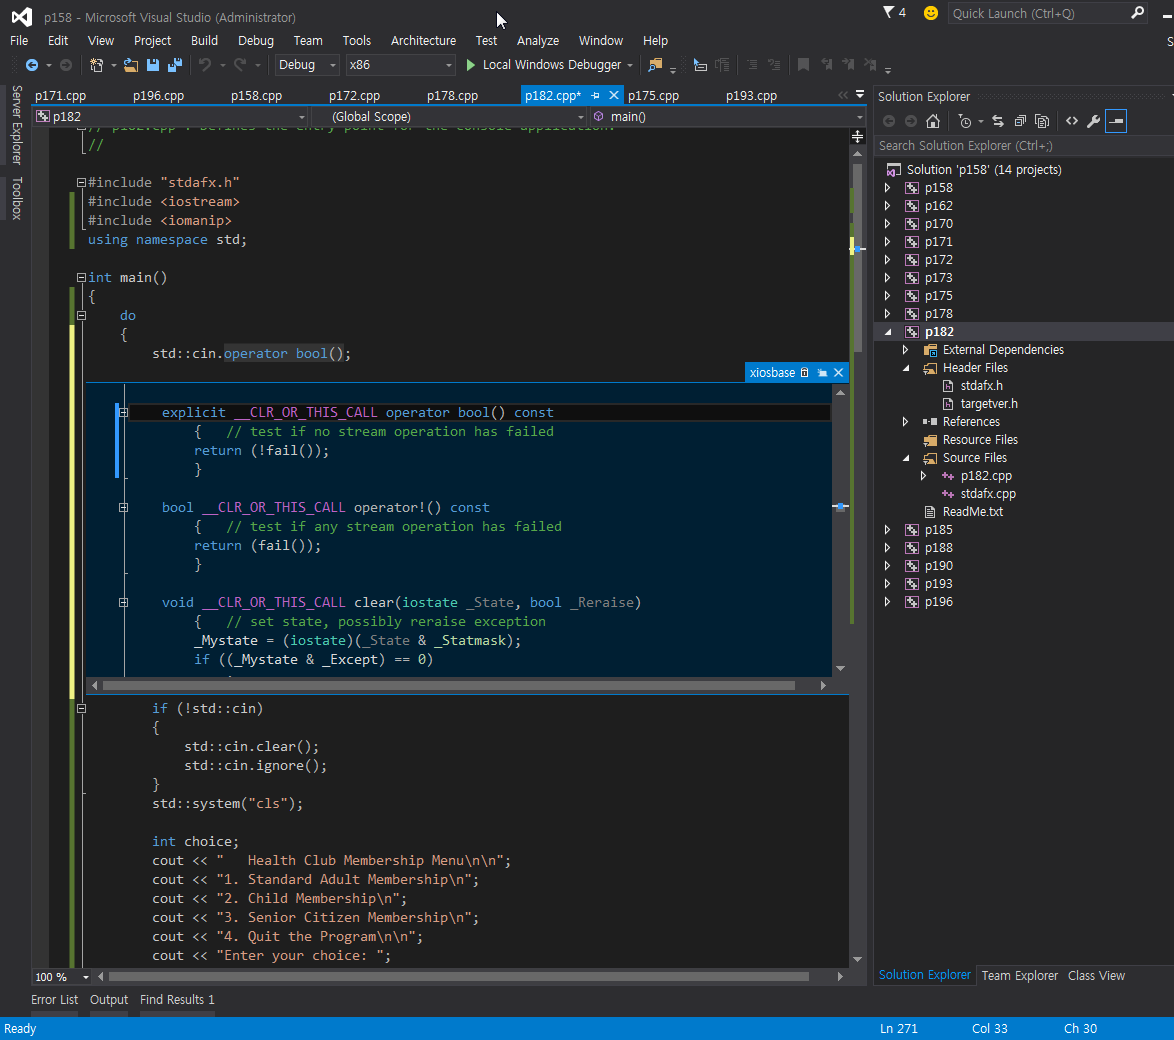 p158 - Microsoft Visual Studio (Administrator)
4
Quick Launch (Ctrl+Q)
File Edit View Project Build Debug Team Tools Architecture Test Analyze Window Help
Debug x86 Local Windows Debugger
p171.cpp p196.cpp p158.cpp p172.cpp p178.cpp p182.cpp* p175.cpp p193.cpp
p182 (Global Scope) main()
Server Explorer
Toolbox
// p182.cpp : Defines the entry point for the console application.
//
#include "stdafx.h"
#include <iostream>
#include <iomanip>
using namespace std;
int main()
{
do
{
std::cin.operator bool();
xiosbase
explicit __CLR_OR_THIS_CALL operator bool() const
{ // test if no stream operation has failed
return (!fail());
}
bool __CLR_OR_THIS_CALL operator!() const
{ // test if any stream operation has failed
return (fail());
}
void __CLR_OR_THIS_CALL clear(iostate _State, bool _Reraise)
{ // set state, possibly reraise exception
_Mystate = (iostate)(_State & _Statmask);
if ((_Mystate & _Except) == 0)
;
if (!std::cin)
{
std::cin.clear();
std::cin.ignore();
}
std::system("cls");
int choice;
cout << "   Health Club Membership Menu\n\n";
cout << "1. Standard Adult Membership\n";
cout << "2. Child Membership\n";
cout << "3. Senior Citizen Membership\n";
cout << "4. Quit the Program\n\n";
cout << "Enter your choice: ";
100 %
Solution Explorer
Search Solution Explorer (Ctrl+;)
Solution 'p158' (14 projects)
p158
p162
p170
p171
p172
p173
p175
p178
p182
External Dependencies
Header Files
stdafx.h
targetver.h
References
Resource Files
Source Files
p182.cpp
stdafx.cpp
ReadMe.txt
p185
p188
p190
p193
p196
Solution Explorer Team Explorer Class View
Error List Output Find Results 1
Ready Ln 271 Col 33 Ch 30